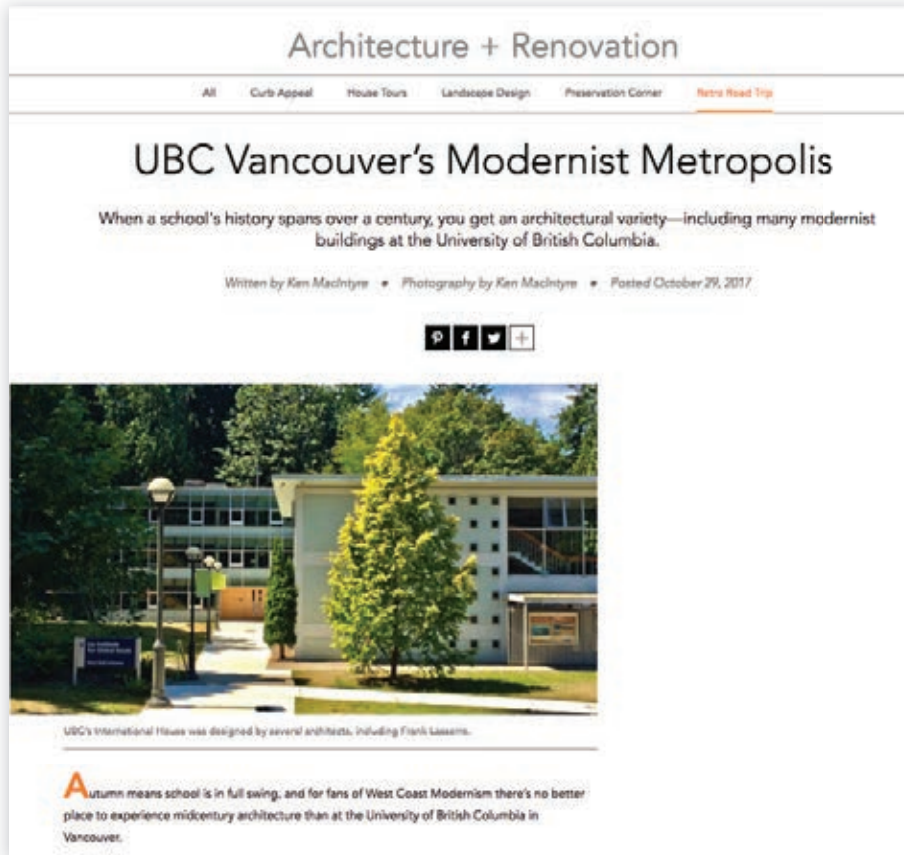 Architecture + Renovation
All Curb Appeal House Tours Landscape Design Preservation Corner Retro Road Trip
UBC Vancouver's Modernist Metropolis
When a school's history spans over a century, you get an architectural variety—including many modernist
buildings at the University of British Columbia.
Written by Ken MacIntyre • Photography by Ken MacIntyre • Posted October 29, 2017
UBC's International House was designed by several architects, including Frank Lasserre.
Autumn means school is in full swing, and for fans of West Coast Modernism there's no better
place to experience midcentury architecture than at the University of British Columbia in
Vancouver.